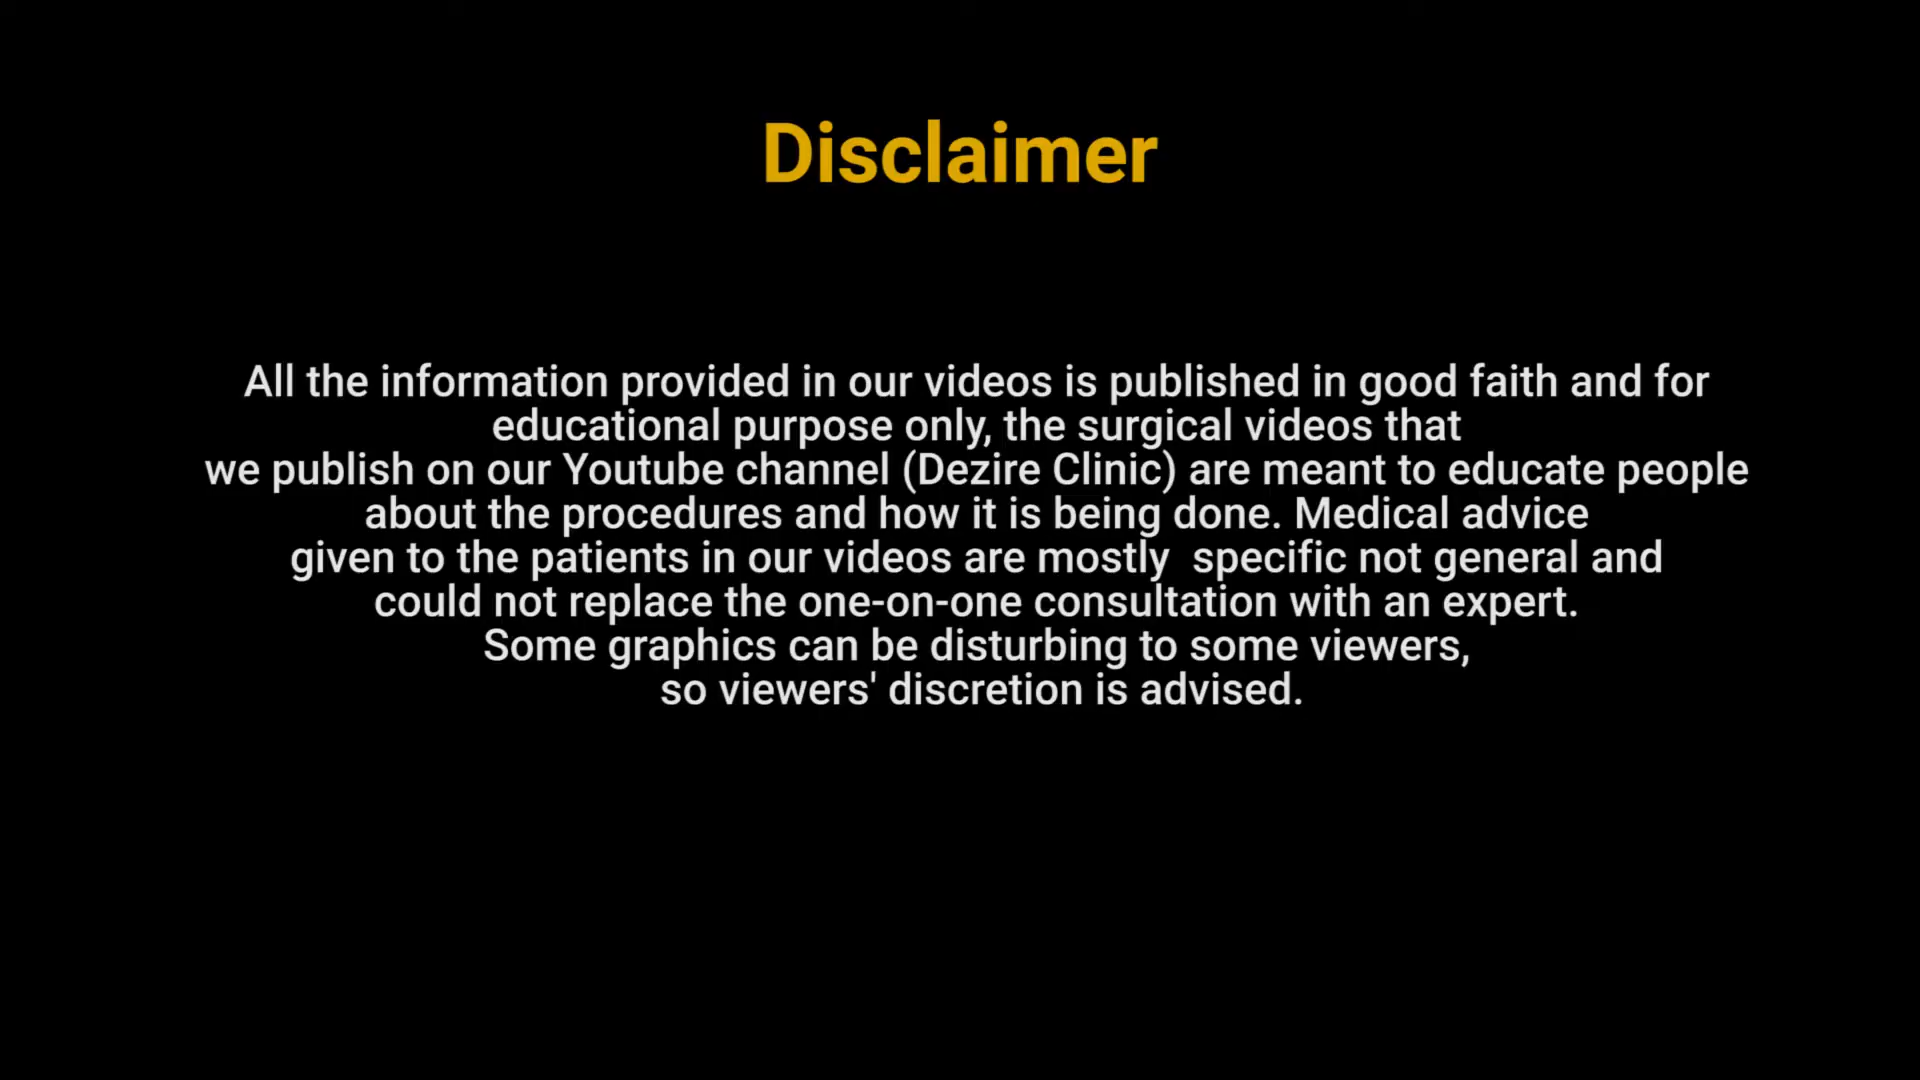 Disclaimer
All the information provided in our videos is published in good faith and for
educational purpose only, the surgical videos that
we publish on our Youtube channel (Dezire Clinic) are meant to educate people
about the procedures and how it is being done. Medical advice
given to the patients in our videos are mostly  specific not general and
could not replace the one-on-one consultation with an expert.
Some graphics can be disturbing to some viewers,
so viewers' discretion is advised.